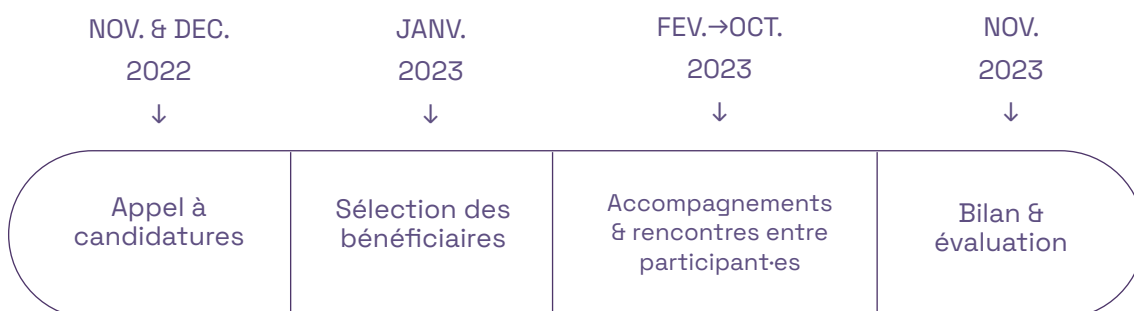 NOV. & DEC.
2022
↓
JANV.
2023
↓
FEV.→OCT.
2023
↓
NOV.
2023
↓
Appel à
candidatures
Sélection des
bénéficiaires
Accompagnements
& rencontres entre
participant·es
Bilan &
évaluation